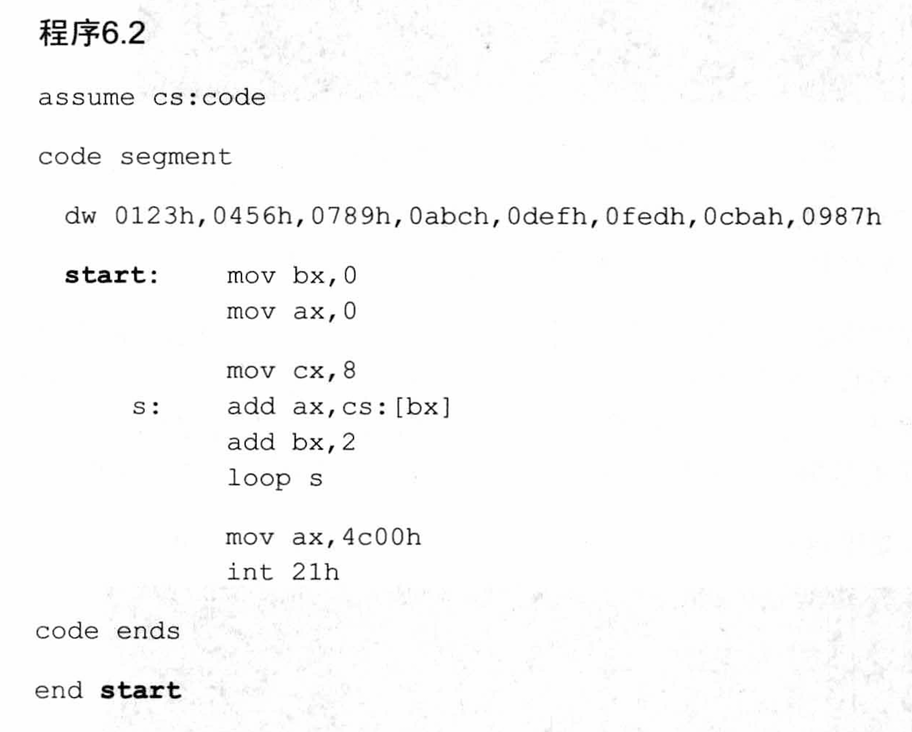 程序6.2
assume cs:code
code segment
dw 0123h,0456h,0789h,0abch,0defh,0fedh,0cbah,0987h
start: mov bx,0
mov ax,0
mov cx,8
s: add ax,cs:[bx]
add bx,2
loop s
mov ax,4c00h
int 21h
code ends
end start